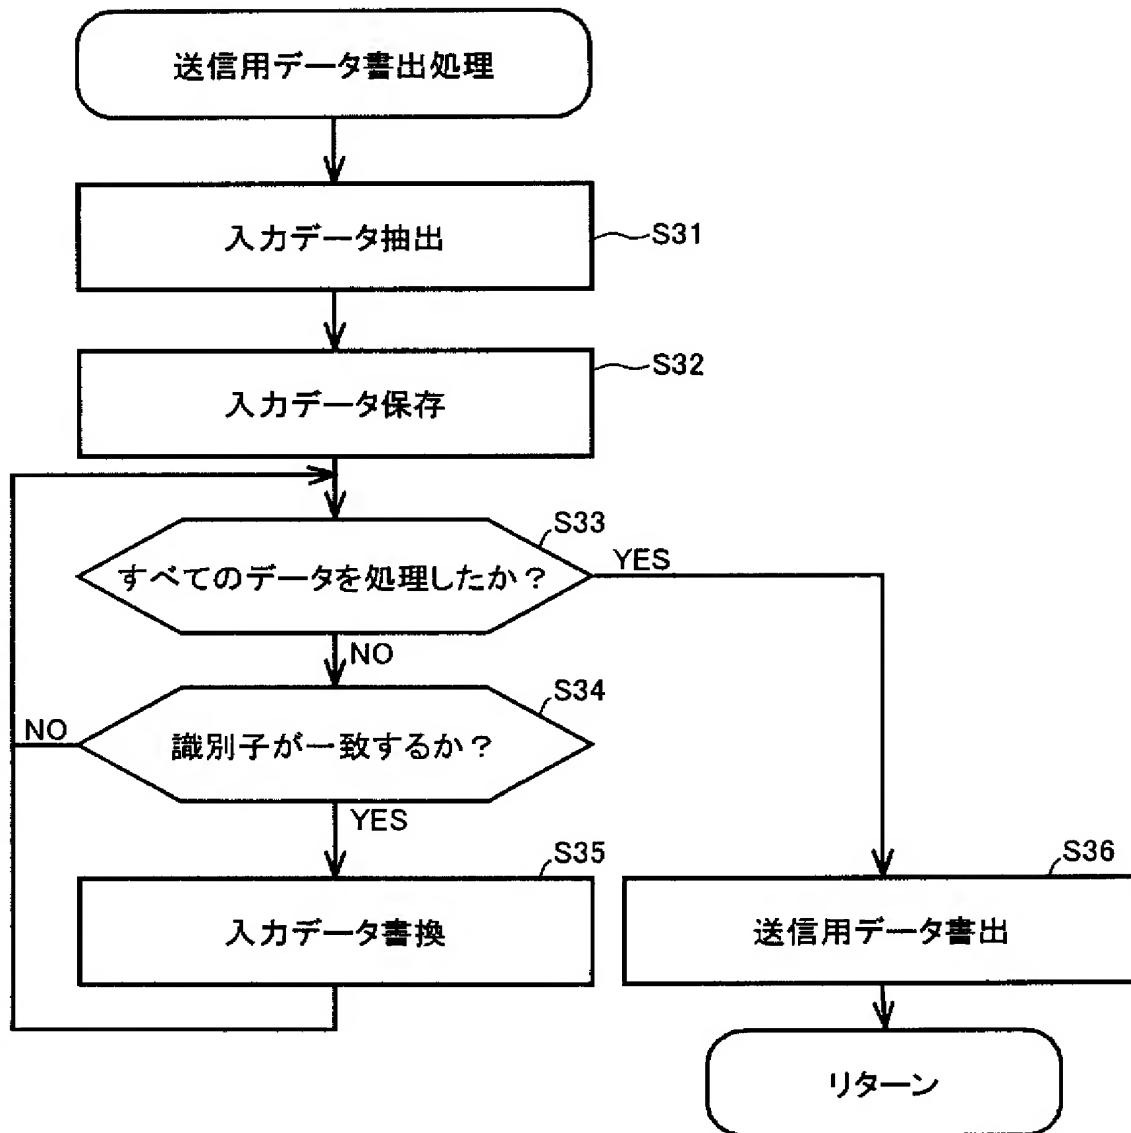 送信用データ書出処理
入力データ抽出
S31
入力データ保存
S32
すべてのデータを処理したか？
S33
YES
NO
識別子が一致するか？
S34
NO
YES
入力データ書換
S35
送信用データ書出
S36
リターン